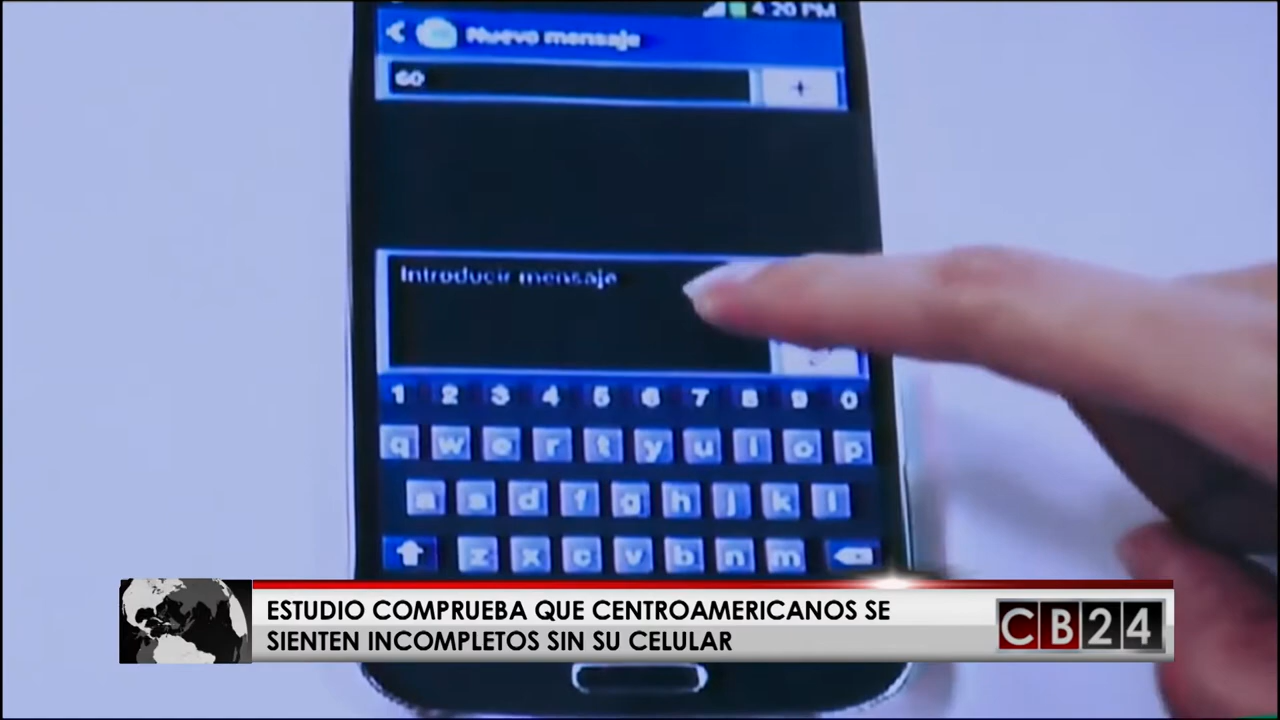 4:20 PM
Nuevo mensaje
60
+
Introducir mensaje
1 2 3 4 5 6 7 8 9 0
q w e r t y u i o p
a s d f g h j k l
z x c v b n m
ESTUDIO COMPRUEBA QUE CENTROAMERICANOS SE
SIENTEN INCOMPLETOS SIN SU CELULAR
CB24